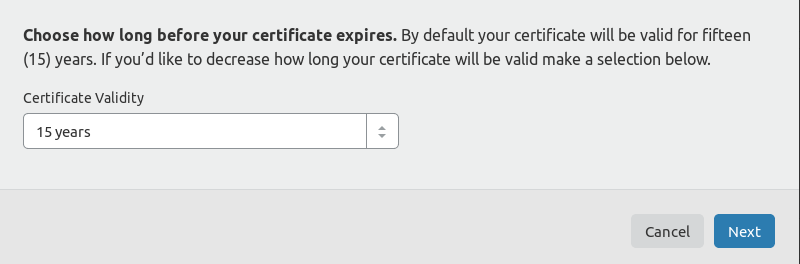 Choose how long before your certificate expires. By default your certificate will be valid for fifteen
(15) years. If you’d like to decrease how long your certificate will be valid make a selection below.
Certificate Validity
15 years
Cancel Next